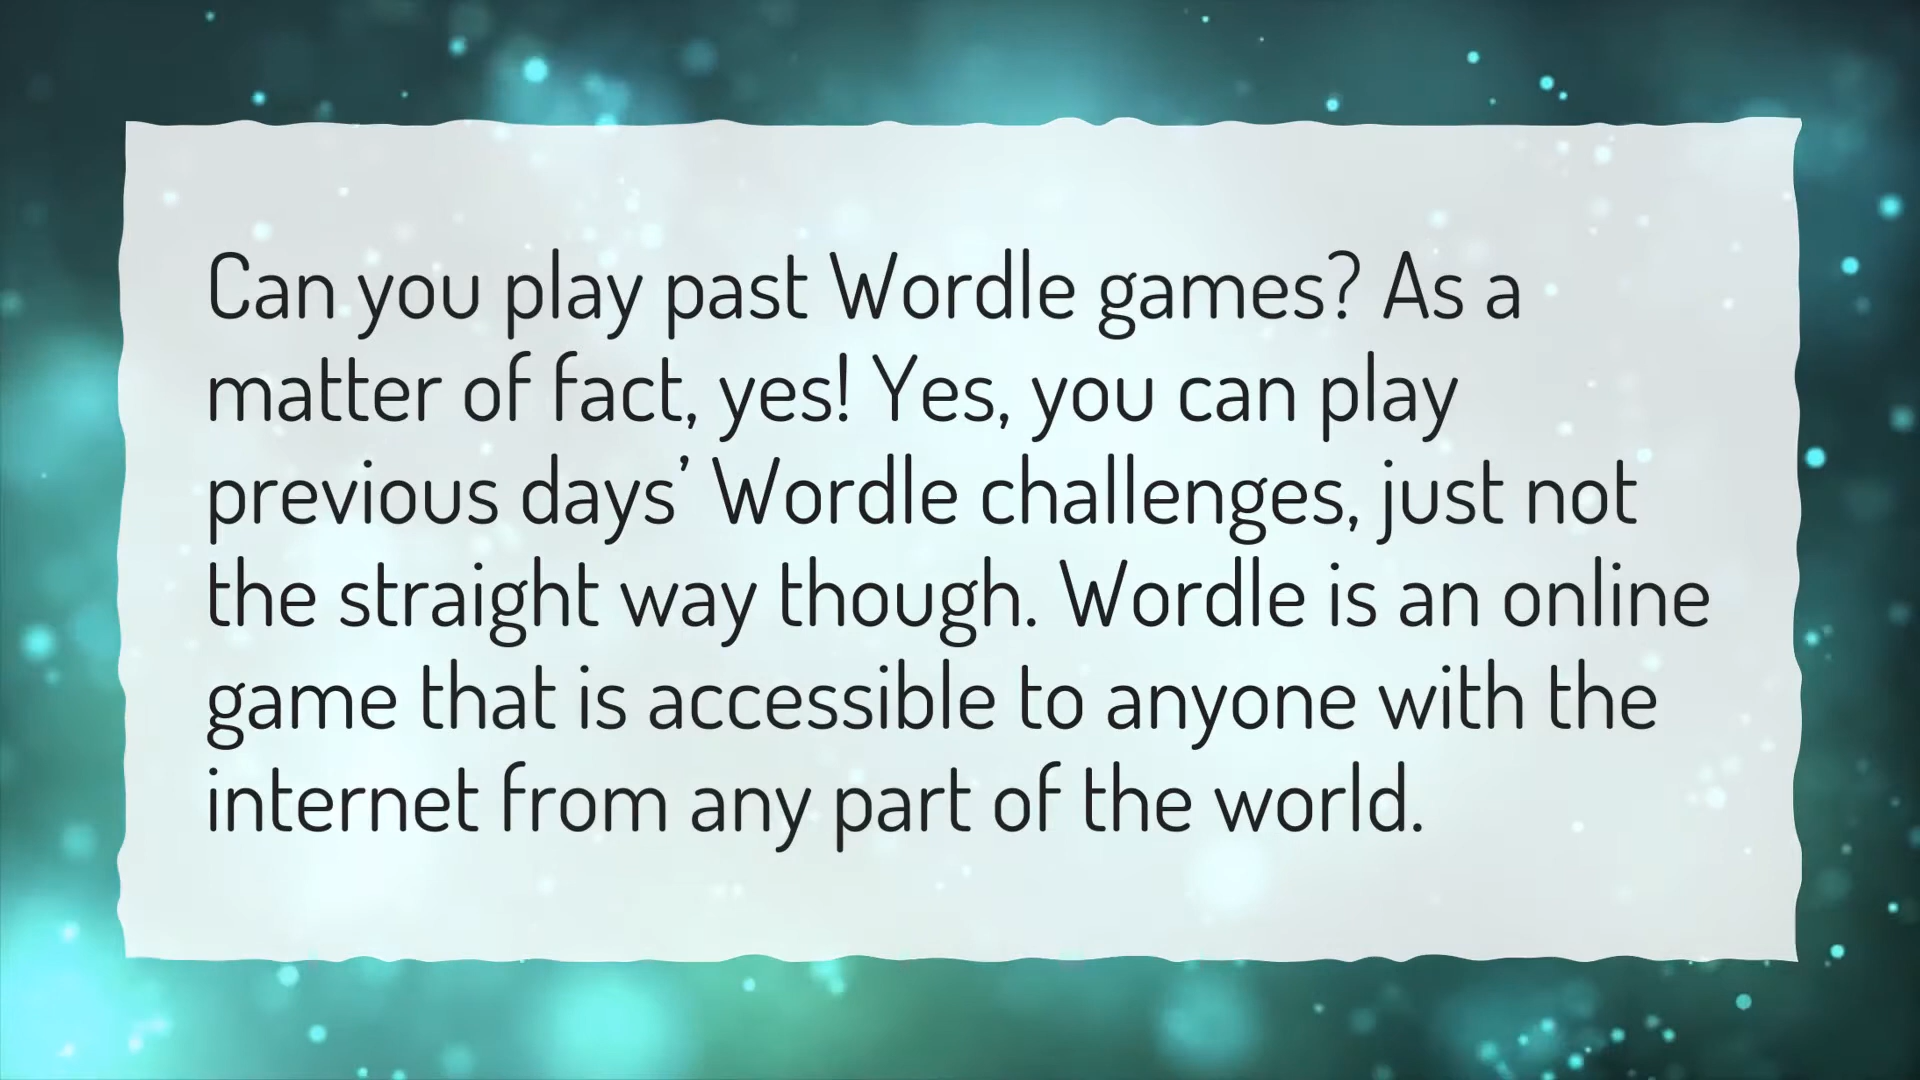 Can you play past Wordle games? As a
matter of fact, yes! Yes, you can play
previous days’ Wordle challenges, just not
the straight way though. Wordle is an online
game that is accessible to anyone with the
internet from any part of the world.